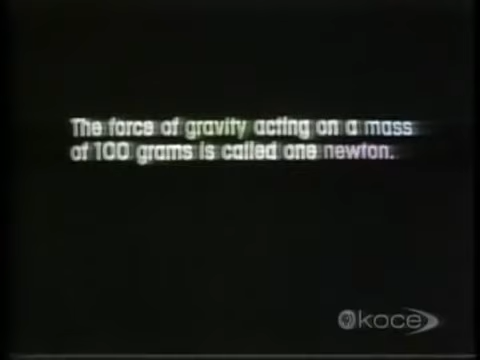 The force of gravity acting on a mass
of 100 grams is called one newton.
koce